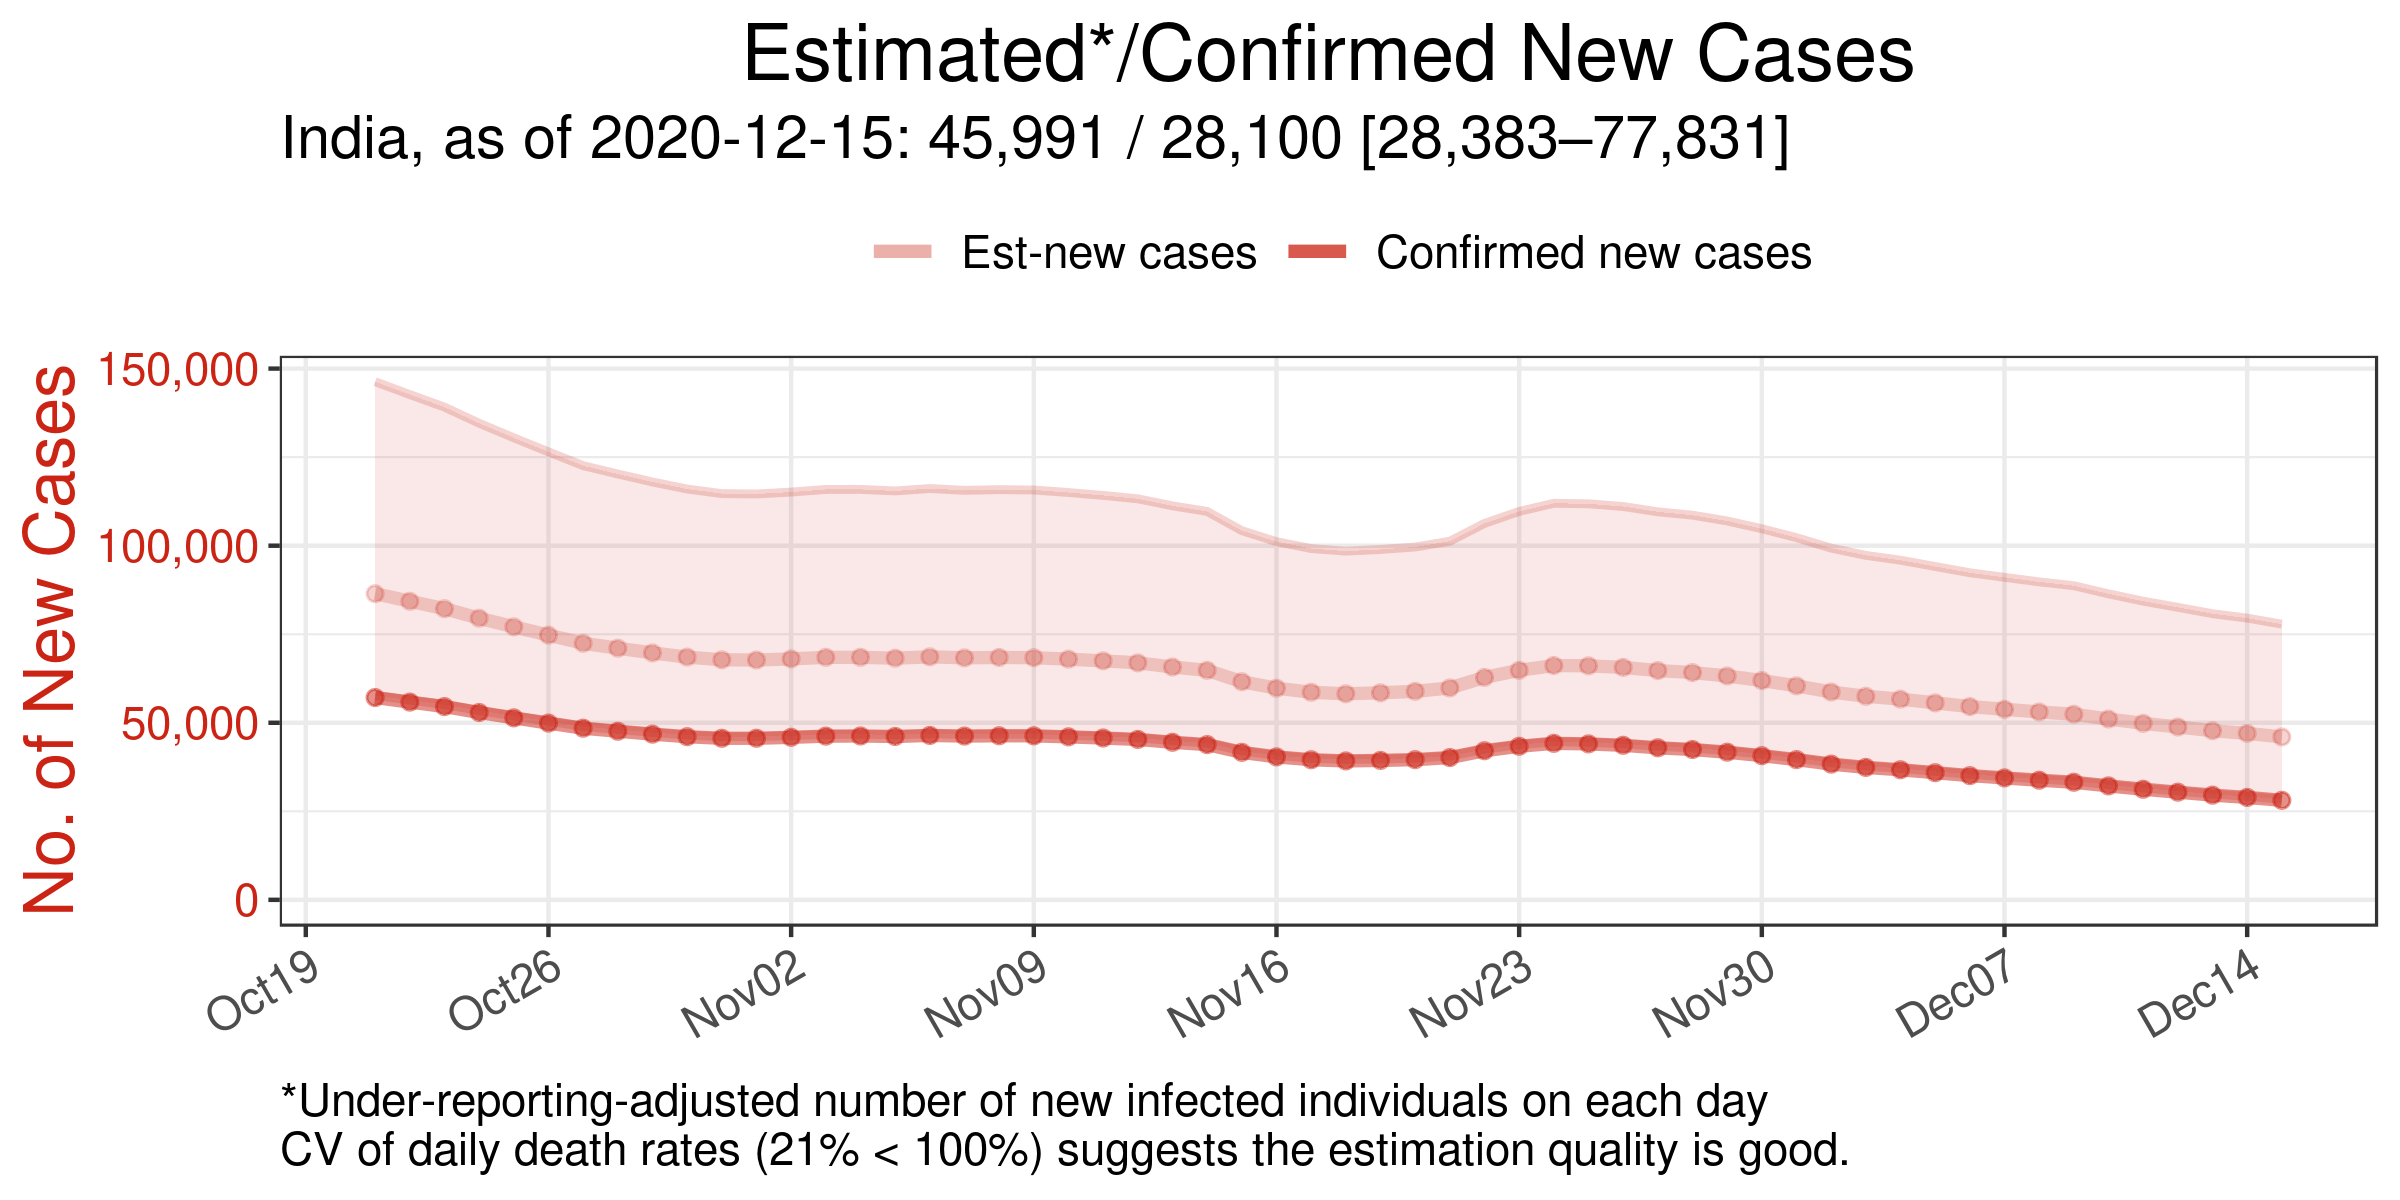 Estimated*/Confirmed New Cases
India, as of 2020-12-15: 45,991 / 28,100 [28,383–77,831]
Est-new cases
Confirmed new cases
No. of New Cases
150,000
100,000
50,000
0
Oct19
Oct26
Nov02
Nov09
Nov16
Nov23
Nov30
Dec07
Dec14
*Under-reporting-adjusted number of new infected individuals on each day
CV of daily death rates (21% < 100%) suggests the estimation quality is good.